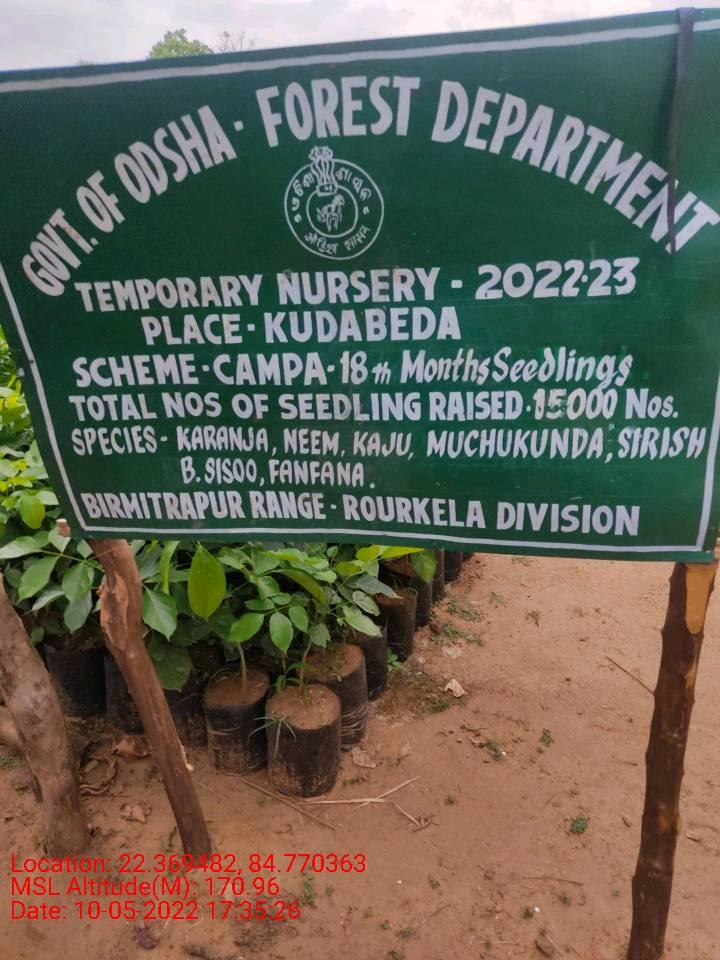 GOVT. OF ODSHA - FOREST DEPARTMENT
ଓଡିଶା ଶାସନ
TEMPORARY NURSERY - 2022-23
PLACE - KUDABEDA
SCHEME - CAMPA - 18th Months Seedlings
TOTAL NOS OF SEEDLING RAISED - 15000 Nos.
SPECIES - KARANJA, NEEM, KAJU, MUCHUKUNDA, SIRISH
B. SISOO, FANFANA.
BIRMITRAPUR RANGE - ROURKELA DIVISION
Location: 22.369482, 84.770363
MSL Altitude(M): 170.96
Date: 10-05-2022 17:35:26